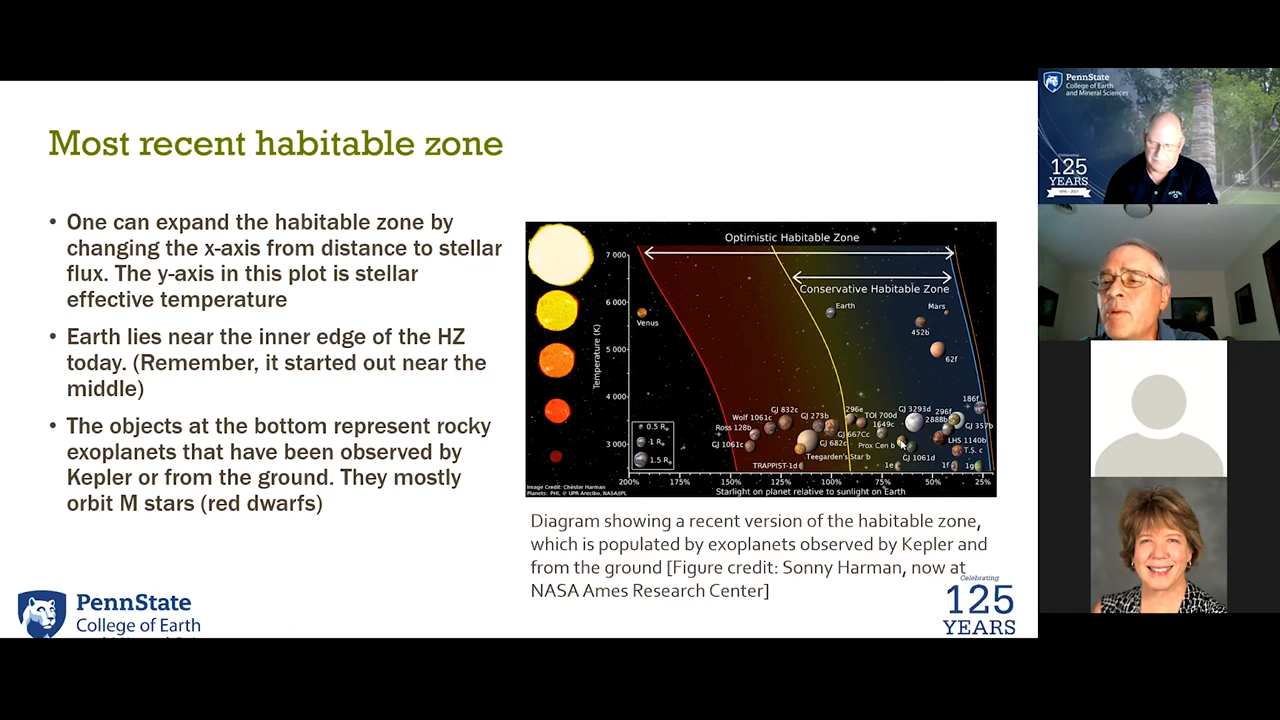 Most recent habitable zone
• One can expand the habitable zone by
changing the x-axis from distance to stellar
flux. The y-axis in this plot is stellar
effective temperature
• Earth lies near the inner edge of the HZ
today. (Remember, it started out near the
middle)
• The objects at the bottom represent rocky
exoplanets that have been observed by
Kepler or from the ground. They mostly
orbit M stars (red dwarfs)
Optimistic Habitable Zone
Conservative Habitable Zone
Temperature (K)
7 000
6 000
5 000
4 000
3 000
Venus
Earth
Mars
452b
62f
186f
GJ 832c
Wolf 1061c
GJ 273b
296e
TOI 700d
GJ 3293d
296f
Ross 128b
1649c
2888b
GJ 357b
GJ 667Cc
GJ 1061c
GJ 682c
Prox Cen b
LHS 1140b
Teegarden's Star b
GJ 1061d
T.S. c
TRAPPIST-1d
1e
1f
1g
0.5 R
1 R
1.5 R
200%
175%
150%
125%
100%
75%
50%
25%
Starlight on planet relative to sunlight on Earth
Image Credit: Chester Harman
Planets: PHL @ UPR Arecibo, NASA/JPL
Diagram showing a recent version of the habitable zone,
which is populated by exoplanets observed by Kepler and
from the ground [Figure credit: Sonny Harman, now at
NASA Ames Research Center]
PennState
College of Earth
Celebrating
125
YEARS
PennState
College of Earth
and Mineral Sciences
Celebrating
125
YEARS